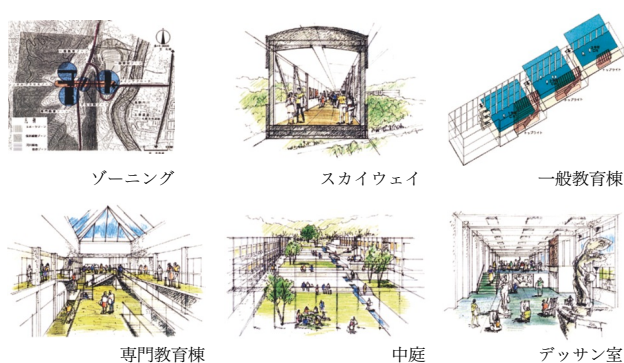 ゾーニング
スカイウェイ
一般教育棟
専門教育棟
中庭
デッサン室